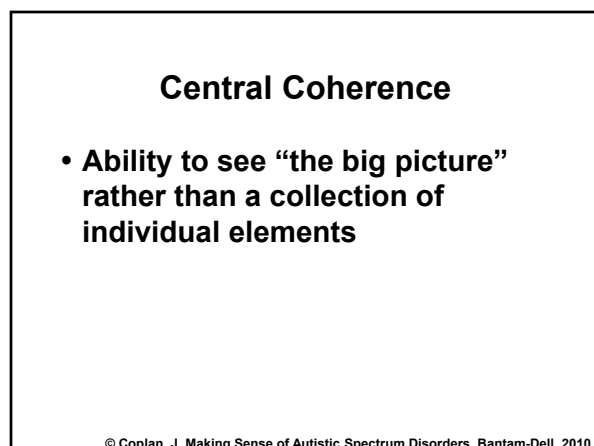 Central Coherence
• Ability to see “the big picture”
rather than a collection of
individual elements
© Coplan, J. Making Sense of Autistic Spectrum Disorders. Bantam-Dell, 2010